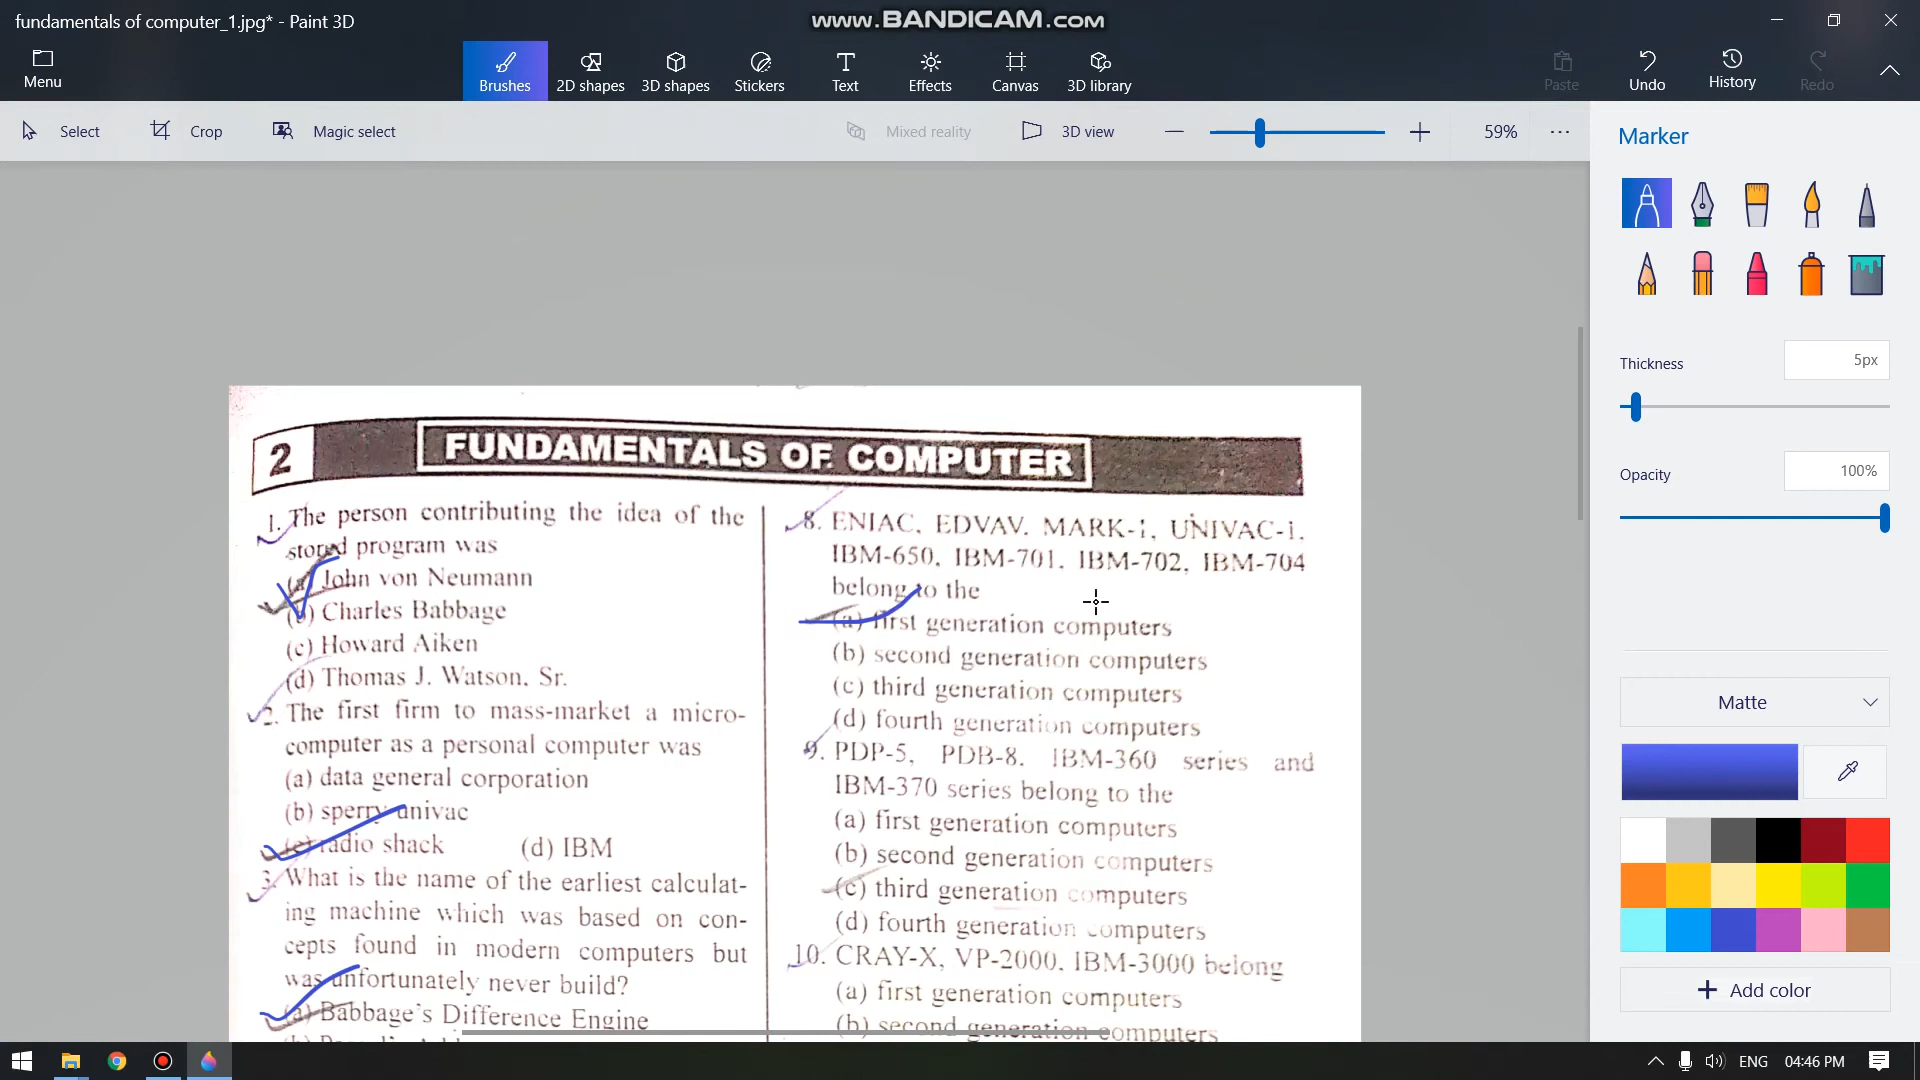 fundamentals of computer_1.jpg* - Paint 3D
www.BANDICAM.com
Menu
Brushes
2D shapes
3D shapes
Stickers
Text
Effects
Canvas
3D library
Paste
Undo
History
Redo
Select
Crop
Magic select
Mixed reality
3D view
59%
Marker
Thickness
5px
Opacity
100%
Matte
+ Add color
2 FUNDAMENTALS OF COMPUTER
1. The person contributing the idea of the
stored program was
(a) John von Neumann
(b) Charles Babbage
(c) Howard Aiken
(d) Thomas J. Watson, Sr.
2. The first firm to mass-market a micro-
computer as a personal computer was
(a) data general corporation
(b) sperry univac
(c) radio shack (d) IBM
3. What is the name of the earliest calculat-
ing machine which was based on con-
cepts found in modern computers but
was unfortunately never build?
(a) Babbage's Difference Engine
8. ENIAC, EDVAV, MARK-1, UNIVAC-1,
IBM-650, IBM-701, IBM-702, IBM-704
belong to the
(a) first generation computers
(b) second generation computers
(c) third generation computers
(d) fourth generation computers
9. PDP-5, PDB-8, IBM-360 series and
IBM-370 series belong to the
(a) first generation computers
(b) second generation computers
(c) third generation computers
(d) fourth generation computers
10. CRAY-X, VP-2000, IBM-3000 belong
(a) first generation computers
(b) second generation computers
ENG
04:46 PM